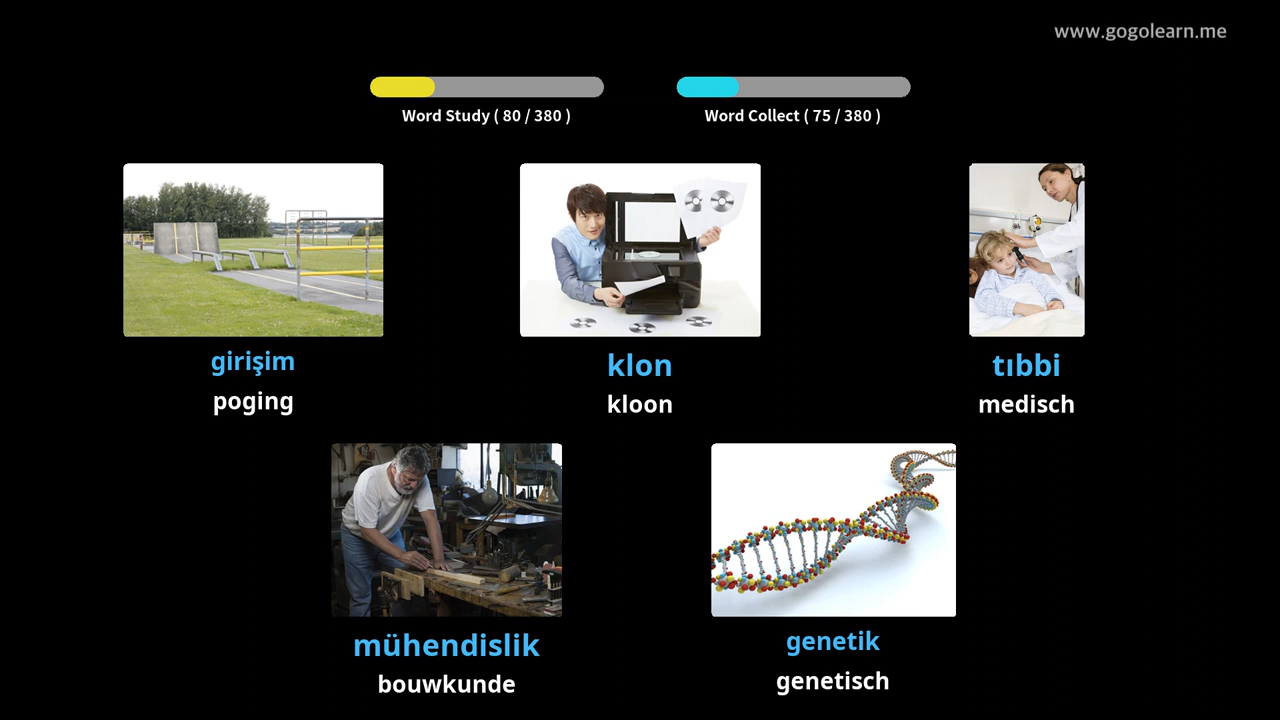 www.gogolearn.me
Word Study ( 80 / 380 )
Word Collect ( 75 / 380 )
girişim
poging
klon
kloon
tıbbi
medisch
mühendislik
bouwkunde
genetik
genetisch